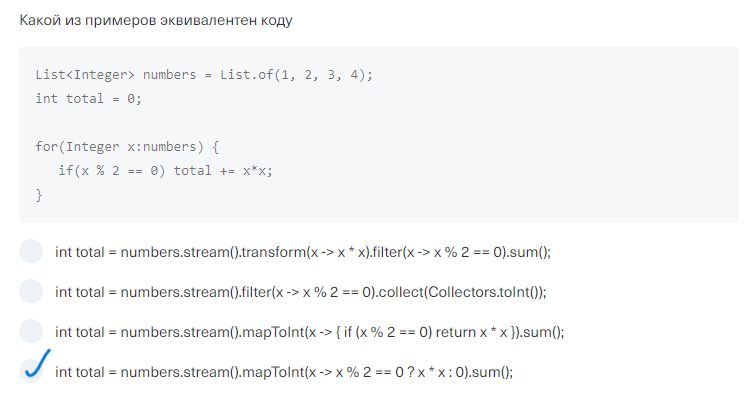 Какой из примеров эквивалентен коду
List<Integer> numbers = List.of(1, 2, 3, 4);
int total = 0;
for(Integer x:numbers) {
if(x % 2 == 0) total += x*x;
}
int total = numbers.stream().transform(x -> x * x).filter(x -> x % 2 == 0).sum();
int total = numbers.stream().filter(x -> x % 2 == 0).collect(Collectors.toInt());
int total = numbers.stream().mapToInt(x -> { if (x % 2 == 0) return x * x }).sum();
int total = numbers.stream().mapToInt(x -> x % 2 == 0 ? x * x : 0).sum();